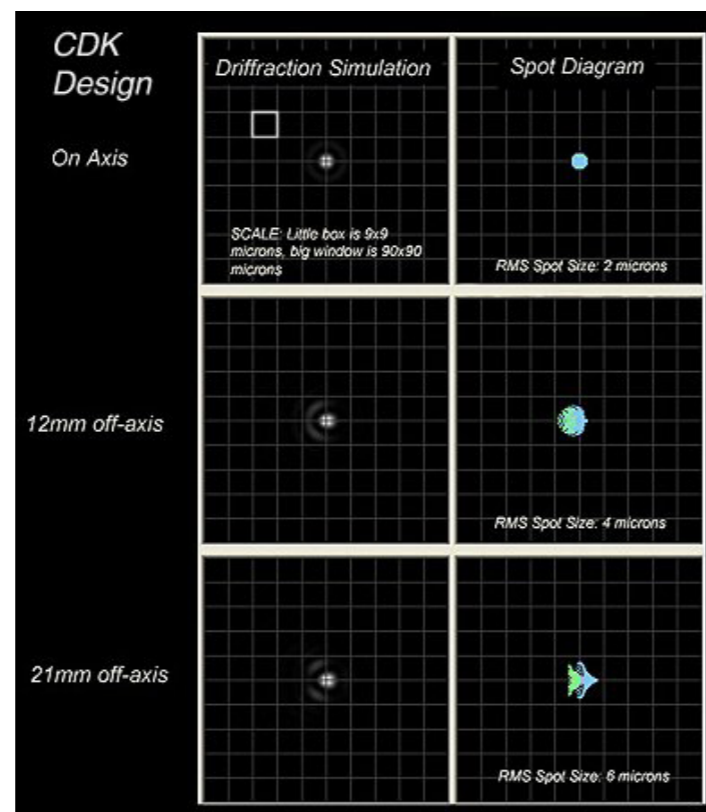 CDK
Design
Driffraction Simulation
Spot Diagram
On Axis
SCALE: Little box is 9x9
microns, big window is 90x90
microns
RMS Spot Size: 2 microns
12mm off-axis
RMS Spot Size: 4 microns
21mm off-axis
RMS Spot Size: 6 microns